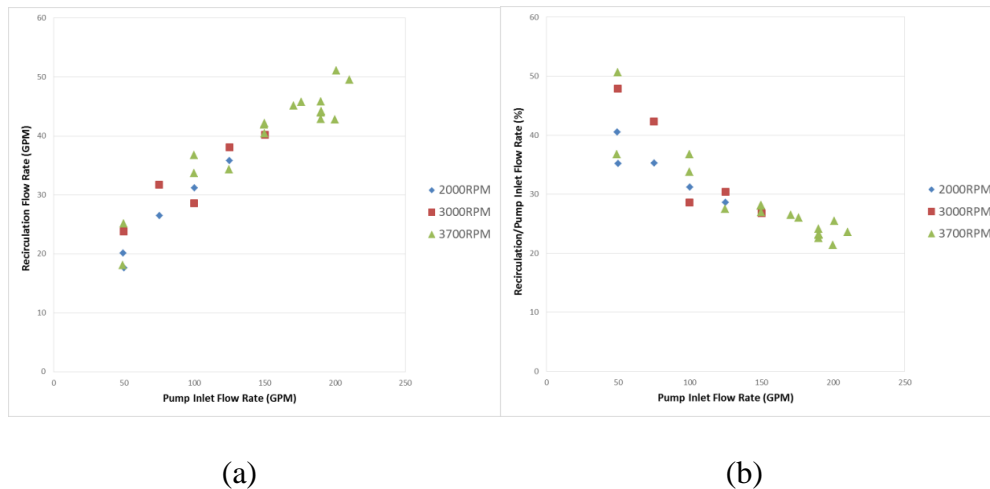 60
50
40
30
20
10
0
0 50 100 150 200 250
Recirculation Flow Rate (GPM)
Pump Inlet Flow Rate (GPM)
2000RPM
3000RPM
3700RPM
60
50
40
30
20
10
0
0 50 100 150 200 250
Recirculation/Pump Inlet Flow Rate (%)
Pump Inlet Flow Rate (GPM)
2000RPM
3000RPM
3700RPM
(a) (b)